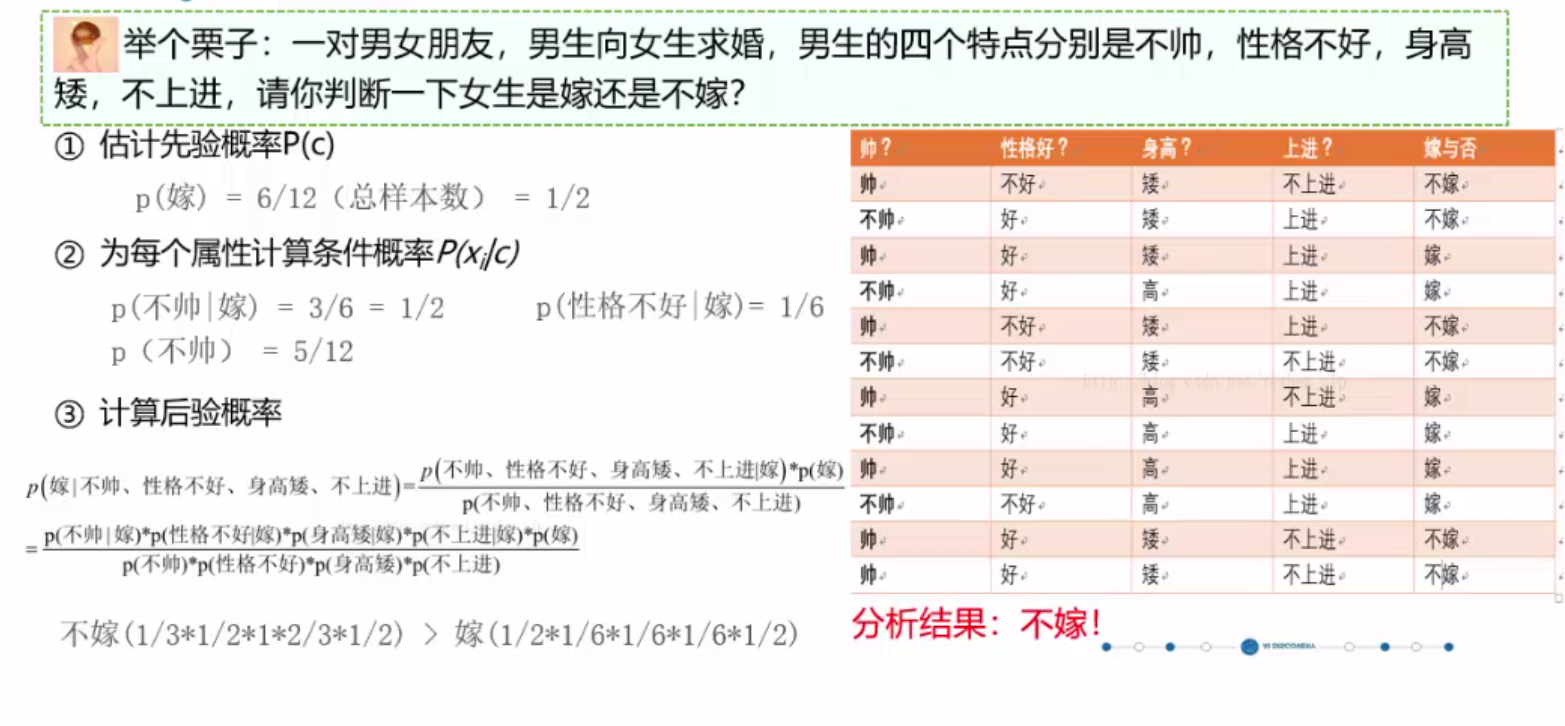 举个栗子：一对男女朋友，男生向女生求婚，男生的四个特点分别是不帅，性格不好，身高
矮，不上进，请你判断一下女生是嫁还是不嫁？
① 估计先验概率P(c)
p(嫁) = 6/12（总样本数） = 1/2
② 为每个属性计算条件概率P(xᵢ|c)
p(不帅|嫁) = 3/6 = 1/2 p(性格不好|嫁)= 1/6
p（不帅） = 5/12
③ 计算后验概率
p(嫁|不帅、性格不好、身高矮、不上进)=
p(不帅、性格不好、身高矮、不上进|嫁)*p(嫁)
p(不帅、性格不好、身高矮、不上进)
=
p(不帅|嫁)*p(性格不好|嫁)*p(身高矮|嫁)*p(不上进|嫁)*p(嫁)
p(不帅)*p(性格不好)*p(身高矮)*p(不上进)
不嫁(1/3*1/2*1*2/3*1/2) > 嫁(1/2*1/6*1/6*1/6*1/2)
帅？ 性格好？ 身高？ 上进？ 嫁与否
帅 不好 矮 不上进 不嫁
不帅 好 矮 上进 不嫁
帅 好 矮 上进 嫁
不帅 好 高 上进 嫁
帅 不好 矮 上进 不嫁
不帅 不好 矮 不上进 不嫁
帅 好 高 不上进 嫁
不帅 好 高 上进 嫁
帅 好 高 上进 嫁
不帅 不好 高 上进 嫁
帅 好 矮 不上进 不嫁
帅 好 矮 不上进 不嫁
分析结果：不嫁！